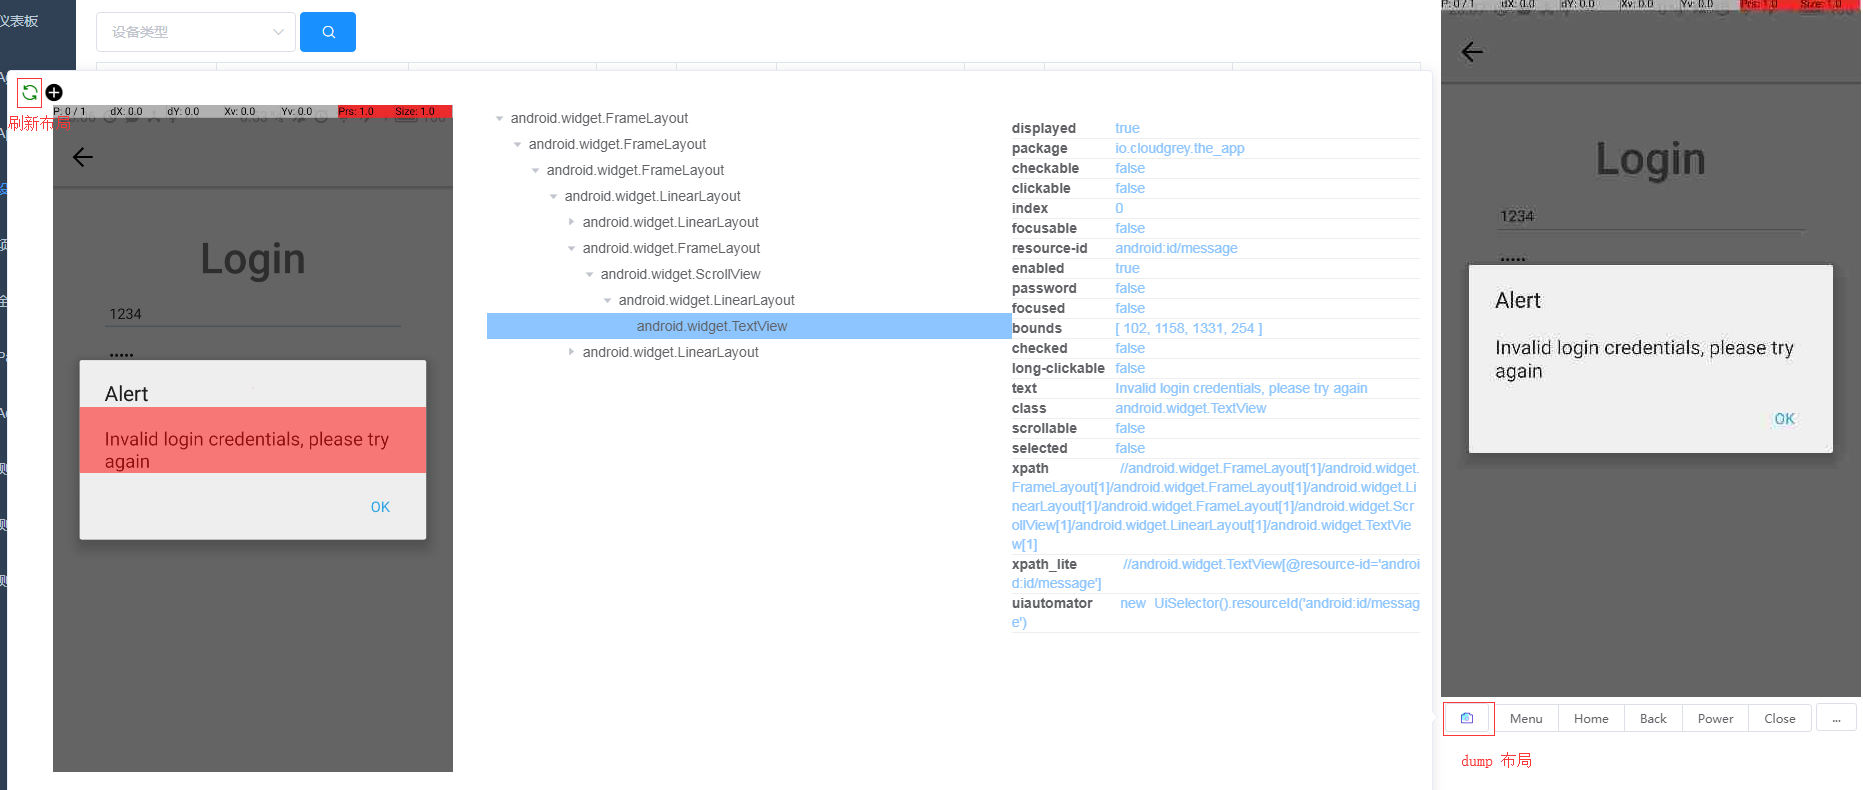 仪表板
设备类型
刷新布局
P: 0 / 1 dX: 0.0 dY: 0.0 Xv: 0.0 Yv: 0.0 Prs: 1.0 Size: 1.0
Login
1234
•••••
Alert
Invalid login credentials, please try
again
OK
android.widget.FrameLayout
android.widget.FrameLayout
android.widget.FrameLayout
android.widget.LinearLayout
android.widget.LinearLayout
android.widget.FrameLayout
android.widget.ScrollView
android.widget.LinearLayout
android.widget.TextView
android.widget.LinearLayout
displayed true
package io.cloudgrey.the_app
checkable false
clickable false
index 0
focusable false
resource-id android:id/message
enabled true
password false
focused false
bounds [ 102, 1158, 1331, 254 ]
checked false
long-clickable false
text Invalid login credentials, please try again
class android.widget.TextView
scrollable false
selected false
xpath //android.widget.FrameLayout[1]/android.widget.
FrameLayout[1]/android.widget.FrameLayout[1]/android.widget.Li
nearLayout[1]/android.widget.FrameLayout[1]/android.widget.Scr
ollView[1]/android.widget.LinearLayout[1]/android.widget.TextVie
w[1]
xpath_lite //android.widget.TextView[@resource-id='androi
d:id/message']
uiautomator new UiSelector().resourceId('android:id/messag
e')
P: 0 / 1 dX: 0.0 dY: 0.0 Xv: 0.0 Yv: 0.0 Prs: 1.0 Size: 1.0
Login
1234
•••••
Alert
Invalid login credentials, please try
again
OK
Menu Home Back Power Close ...
dump 布局